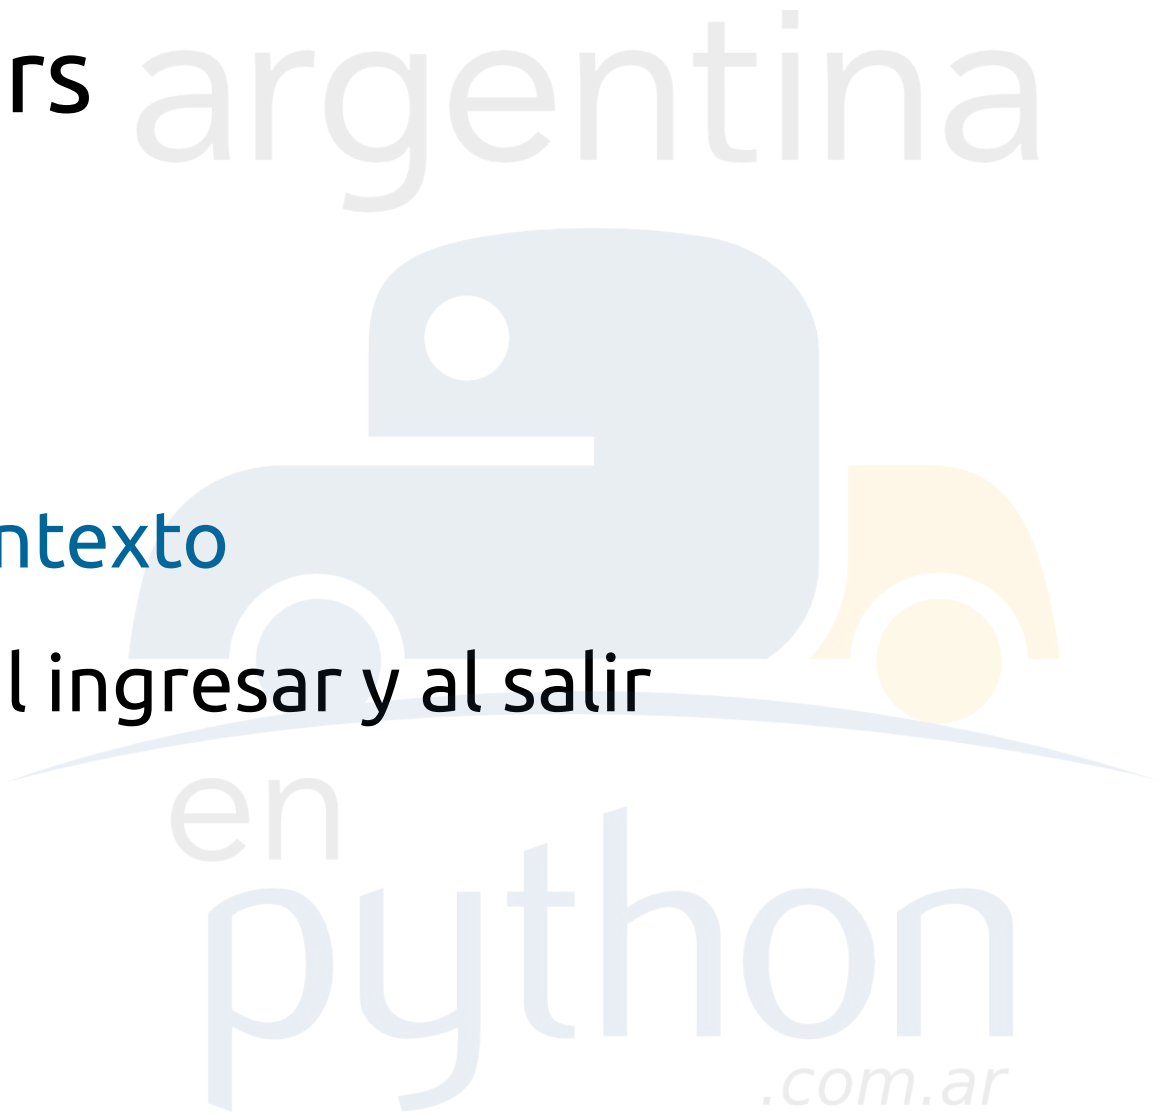 rs
argentina
ntexto
l ingresar y al salir
en
python
.com.ar